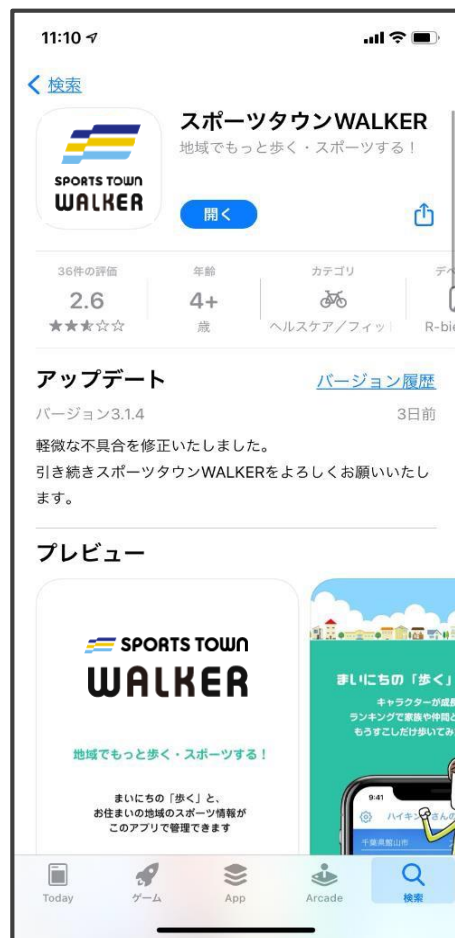 11:10
検索
SPORTS TOWN
WALKER
スポーツタウンWALKER
地域でもっと歩く・スポーツする！
開く
36件の評価
年齢
カテゴリ
デベ
2.6
4+
★★★☆☆
歳
ヘルスケア／フィッ
R-bie
アップデート
バージョン履歴
バージョン3.1.4
3日前
軽微な不具合を修正いたしました。
引き続きスポーツタウンWALKERをよろしくお願いいたし
ます。
プレビュー
SPORTS TOWN
WALKER
地域でもっと歩く・スポーツする！
まいにちの「歩く」と、
お住まいの地域のスポーツ情報が
このアプリで管理できます
まいにちの「歩く」
キャラクターが成長
ランキングで家族や仲間と
もうすこしだけ歩いてみ
9:41
ハイキン
さんの
千葉県館山市
Today
ゲーム
App
Arcade
検索